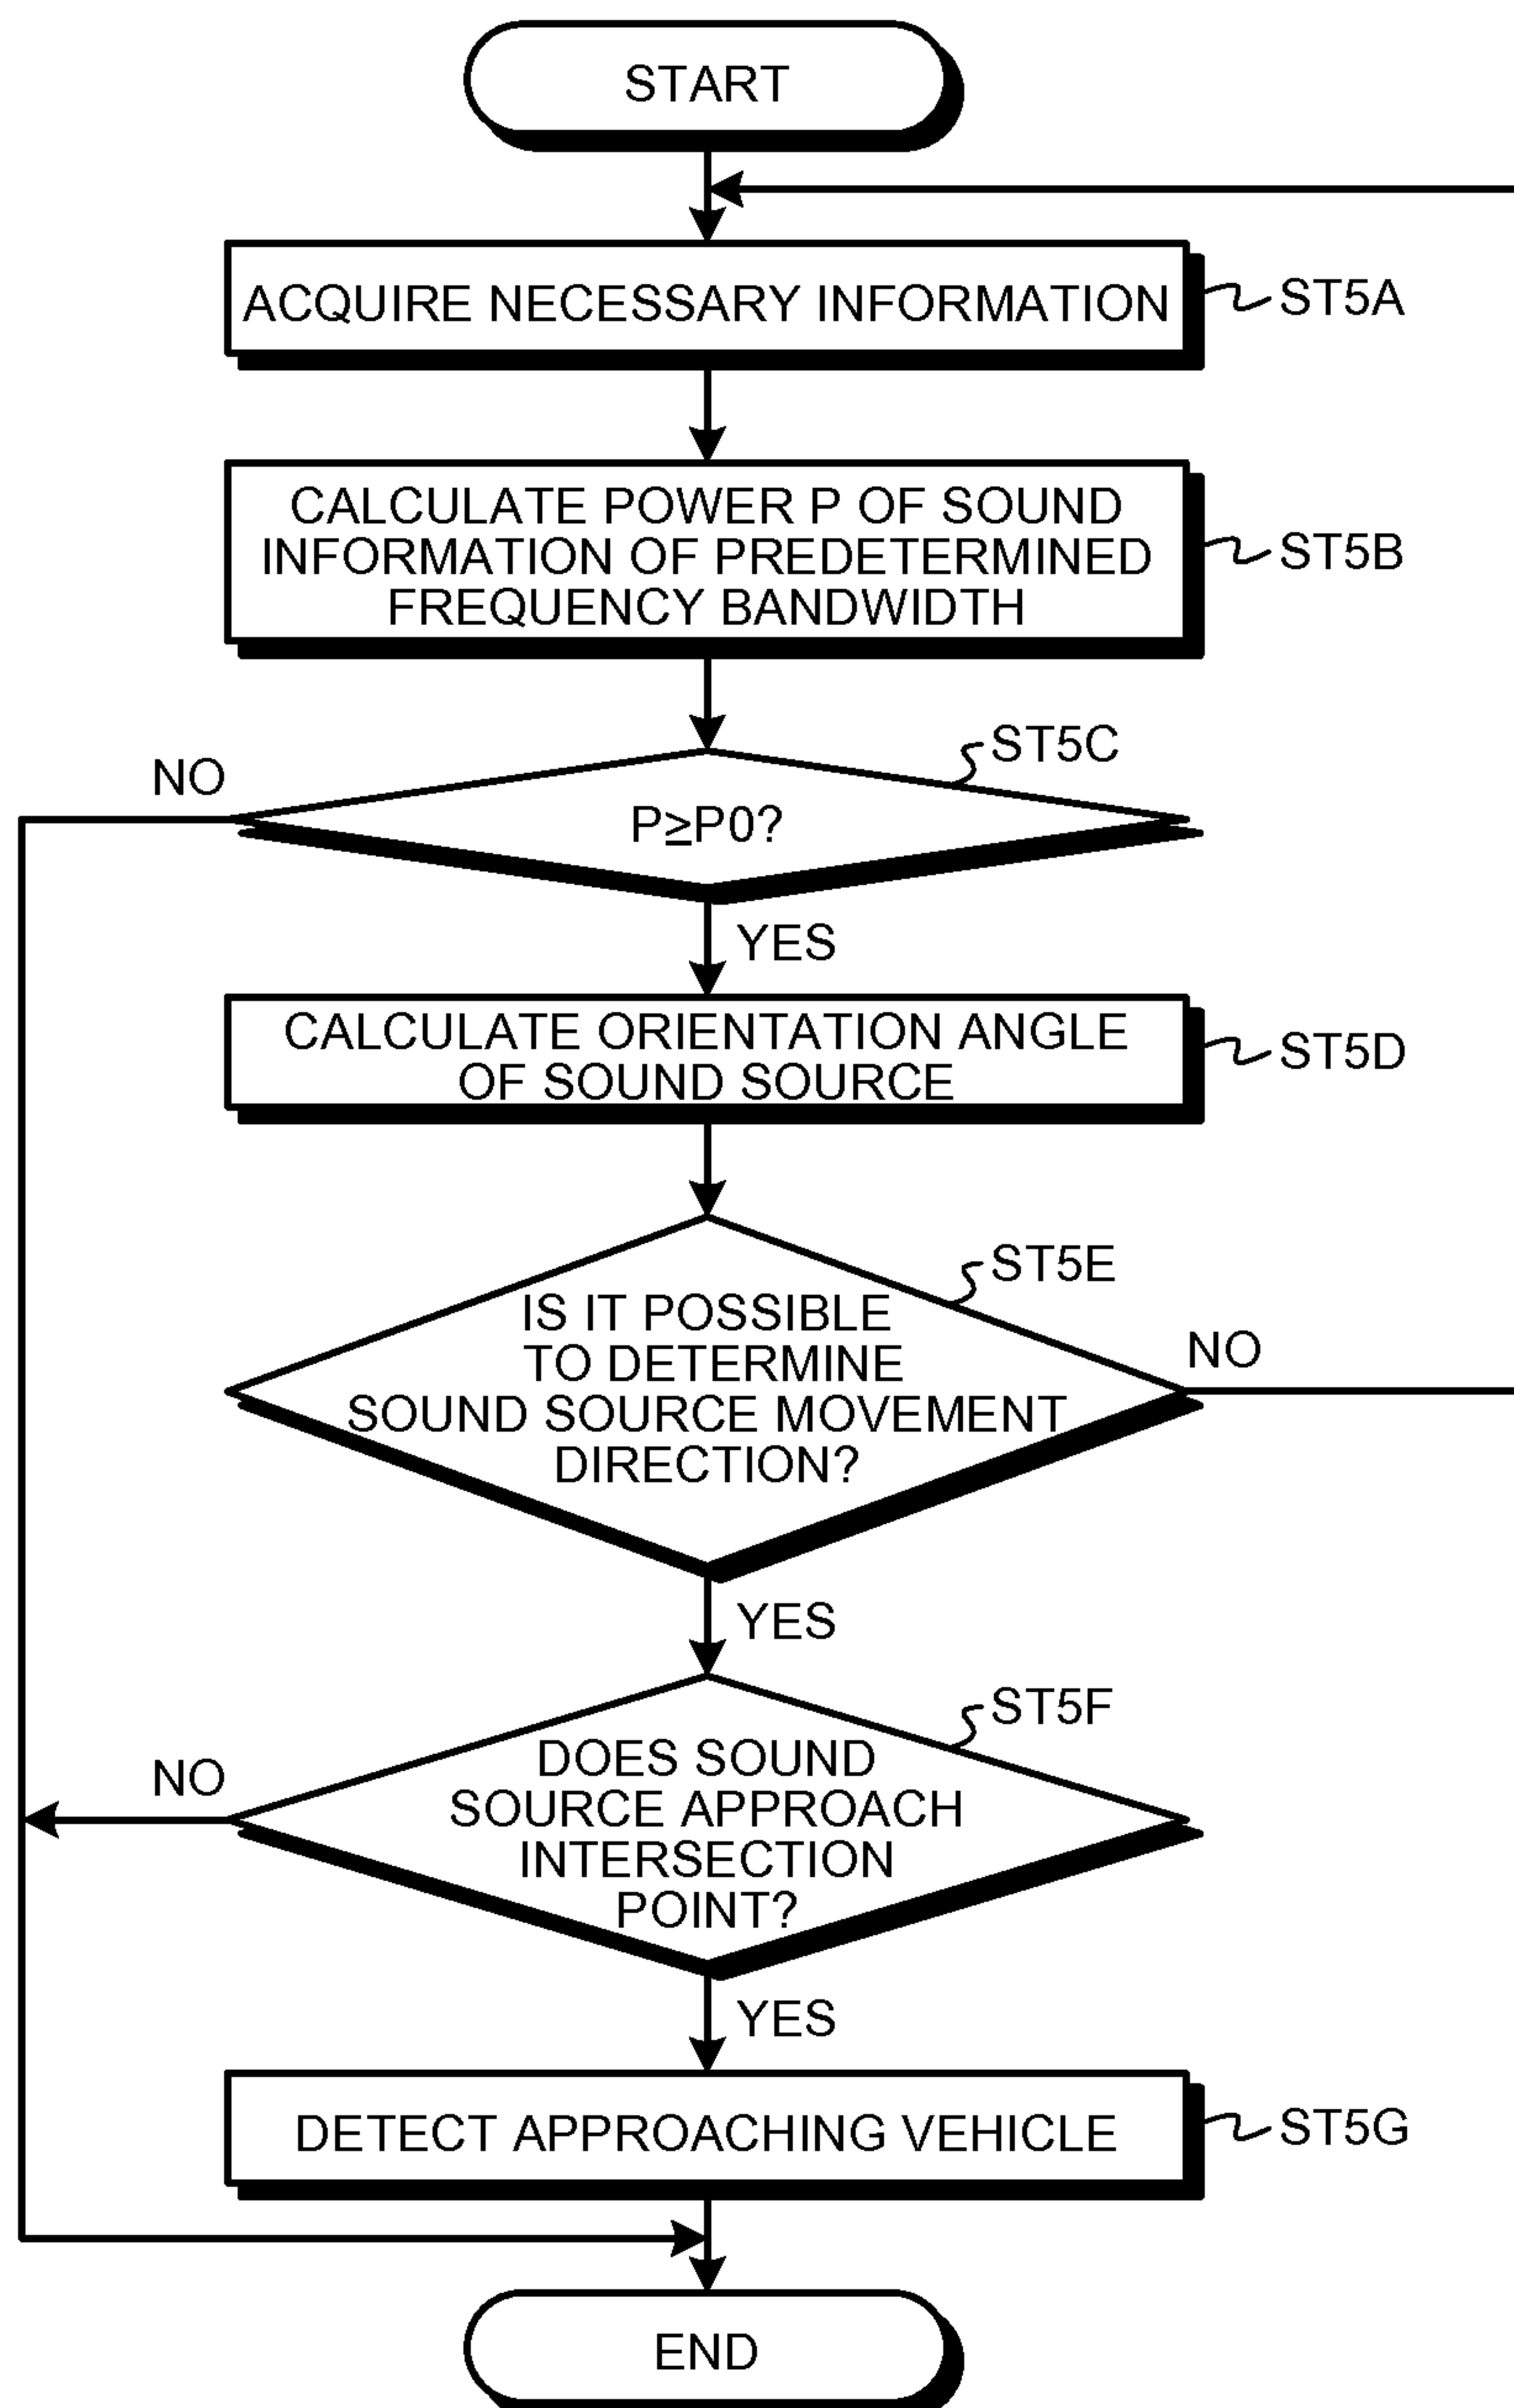 START
ACQUIRE NECESSARY INFORMATION
ST5A
CALCULATE POWER P OF SOUND
INFORMATION OF PREDETERMINED
FREQUENCY BANDWIDTH
ST5B
ST5C
NO
P≧P0?
YES
CALCULATE ORIENTATION ANGLE
OF SOUND SOURCE
ST5D
ST5E
IS IT POSSIBLE
TO DETERMINE
SOUND SOURCE MOVEMENT
DIRECTION?
NO
YES
ST5F
NO
DOES SOUND
SOURCE APPROACH
INTERSECTION
POINT?
YES
DETECT APPROACHING VEHICLE
ST5G
END